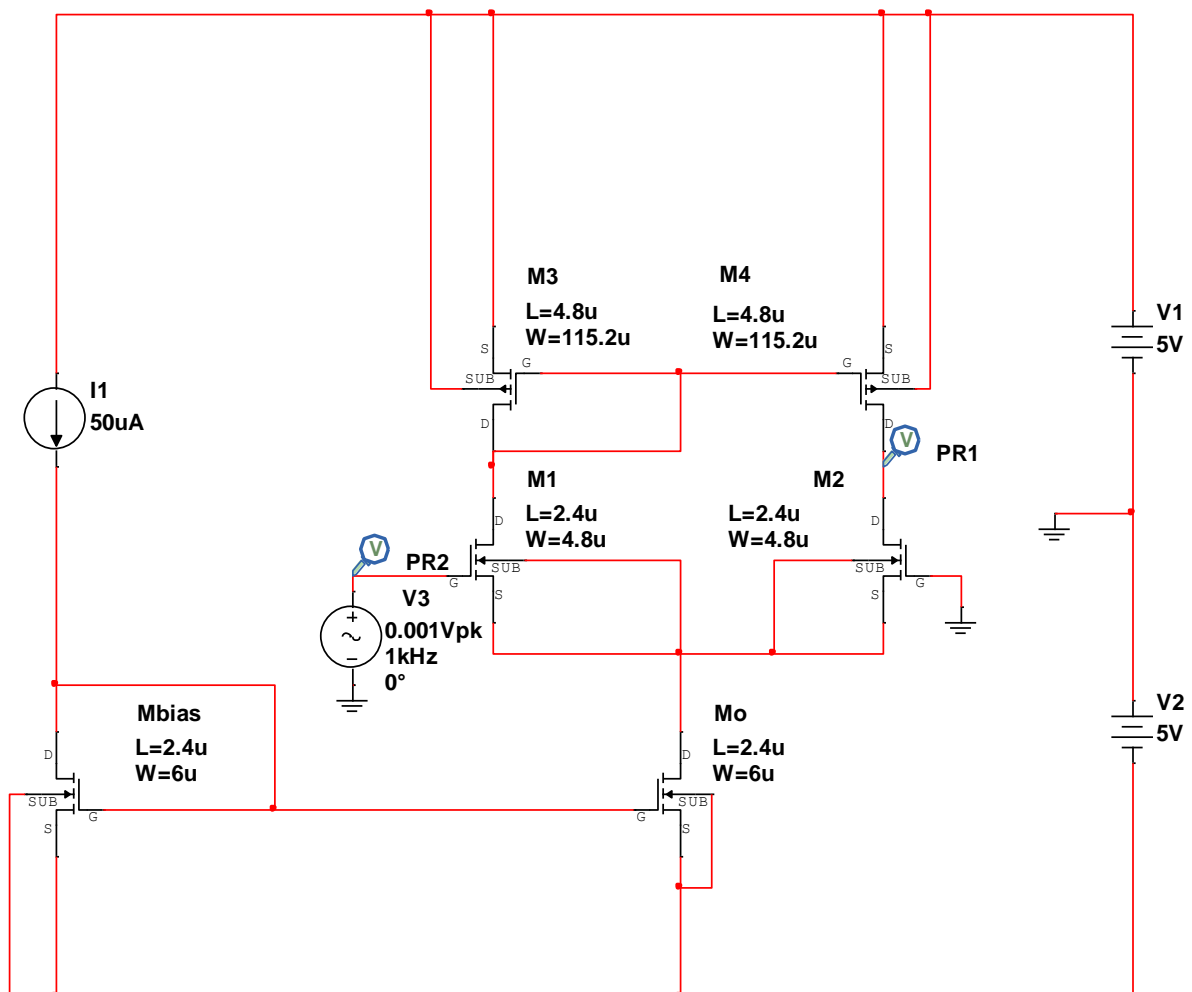 M3
L=4.8u
W=115.2u
M4
L=4.8u
W=115.2u
V1
5V
S
G
SUB
D
S
G
SUB
D
I1
50uA
PR1
V
M1
L=2.4u
W=4.8u
M2
L=2.4u
W=4.8u
D
SUB
G
S
D
SUB
G
S
V
PR2
V3
0.001Vpk
1kHz
0°
Mbias
L=2.4u
W=6u
Mo
L=2.4u
W=6u
V2
5V
D
SUB
G
S
D
SUB
G
S